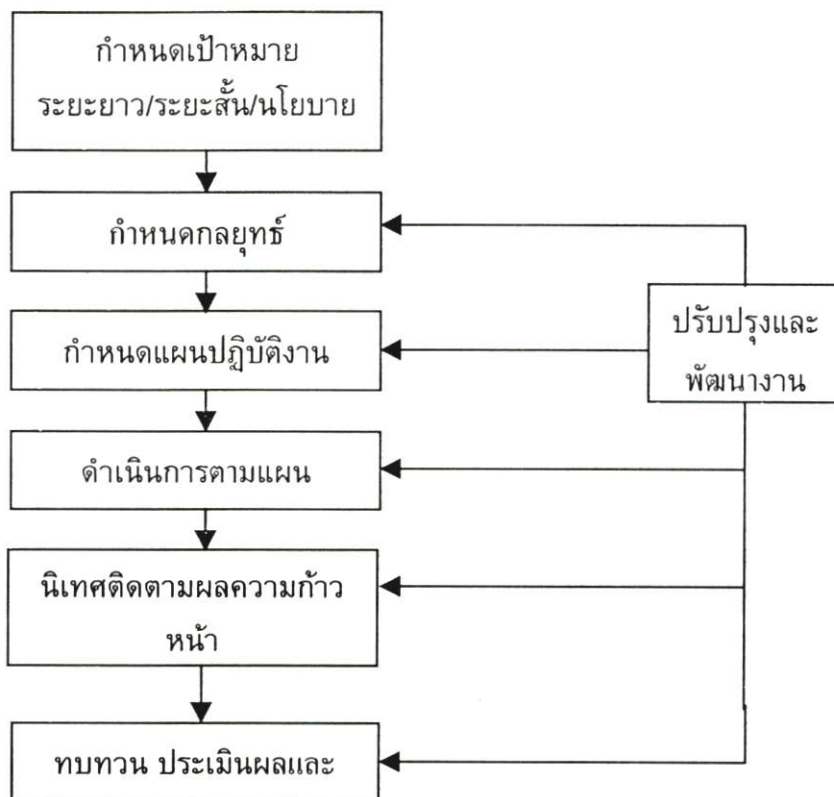 กำหนดเป้าหมาย
ระยะยาว/ระยะสั้น/นโยบาย
กำหนดกลยุทธ์
ปรับปรุงและ
พัฒนางาน
กำหนดแผนปฏิบัติงาน
ดำเนินการตามแผน
นิเทศติดตามผลความก้าว
หน้า
ทบทวน ประเมินผลและ